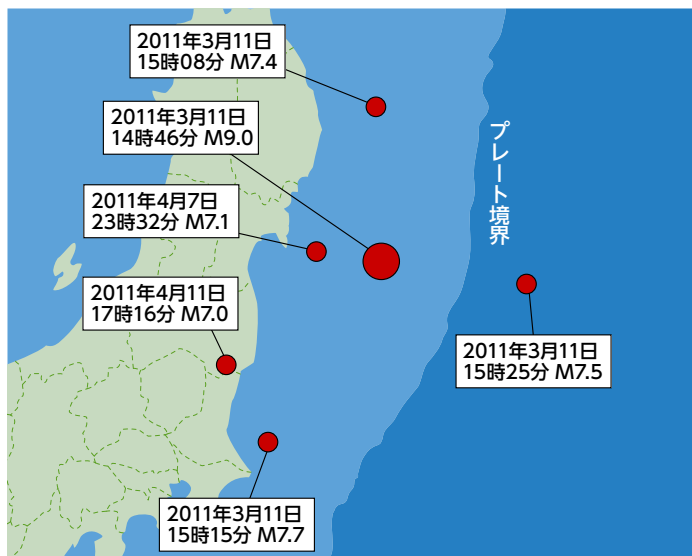 2011年3月11日
15時08分 M7.4
2011年3月11日
14時46分 M9.0
2011年4月7日
23時32分 M7.1
2011年4月11日
17時16分 M7.0
プレート境界
2011年3月11日
15時25分 M7.5
2011年3月11日
15時15分 M7.7